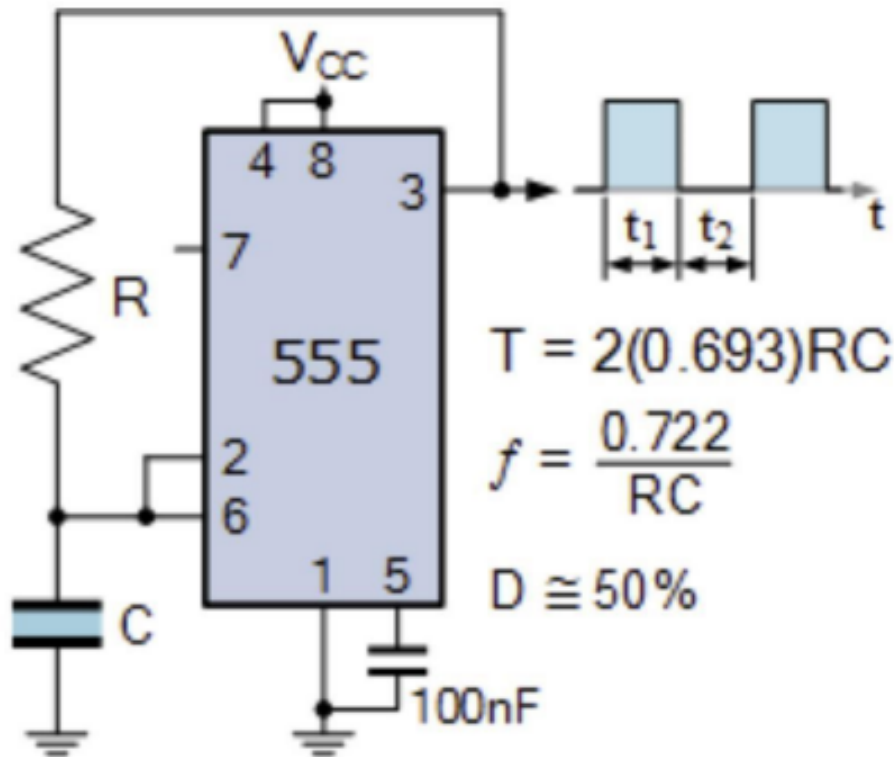 V_CC
4 8
3
7
t₁ t₂ t
R
555
T = 2(0.693)RC
2
f = 0.722 / RC
6
1 5
D ≅ 50%
C
100nF